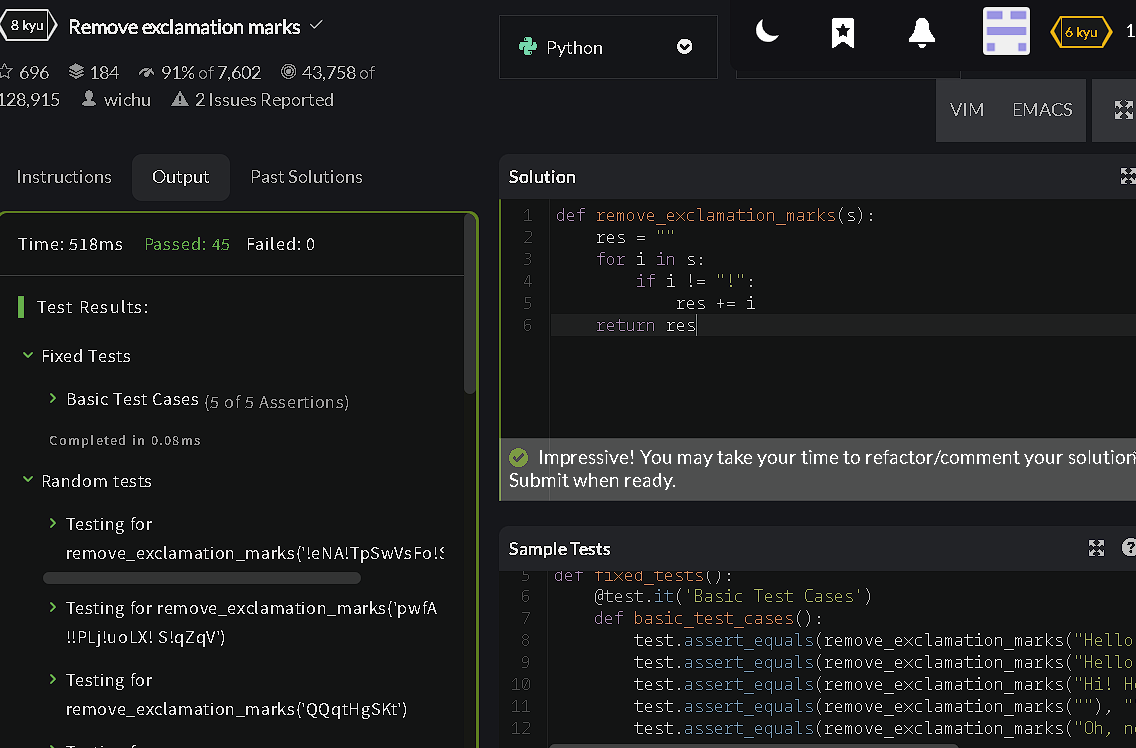 8 kyu
Remove exclamation marks
696 184 91% of 7,602 43,758 of
128,915 wichu 2 Issues Reported
Python
6 kyu
VIM EMACS
Instructions Output Past Solutions
Time: 518ms Passed: 45 Failed: 0
Test Results:
Fixed Tests
Basic Test Cases (5 of 5 Assertions)
Completed in 0.08ms
Random tests
Testing for
remove_exclamation_marks('!eNA!TpSwVsFo!S
Testing for remove_exclamation_marks('pwfA
!!PLj!uoLX! S!qZqV')
Testing for
remove_exclamation_marks('QQqtHgSKt')
Solution
1 def remove_exclamation_marks(s):
2 res = ""
3 for i in s:
4 if i != "!":
5 res += i
6 return res
Impressive! You may take your time to refactor/comment your solution
Submit when ready.
Sample Tests
5 def fixed_tests():
6 @test.it('Basic Test Cases')
7 def basic_test_cases():
8 test.assert_equals(remove_exclamation_marks("Hello
9 test.assert_equals(remove_exclamation_marks("Hello
10 test.assert_equals(remove_exclamation_marks("Hi! H
11 test.assert_equals(remove_exclamation_marks(""), "
12 test.assert_equals(remove_exclamation_marks("Oh, n